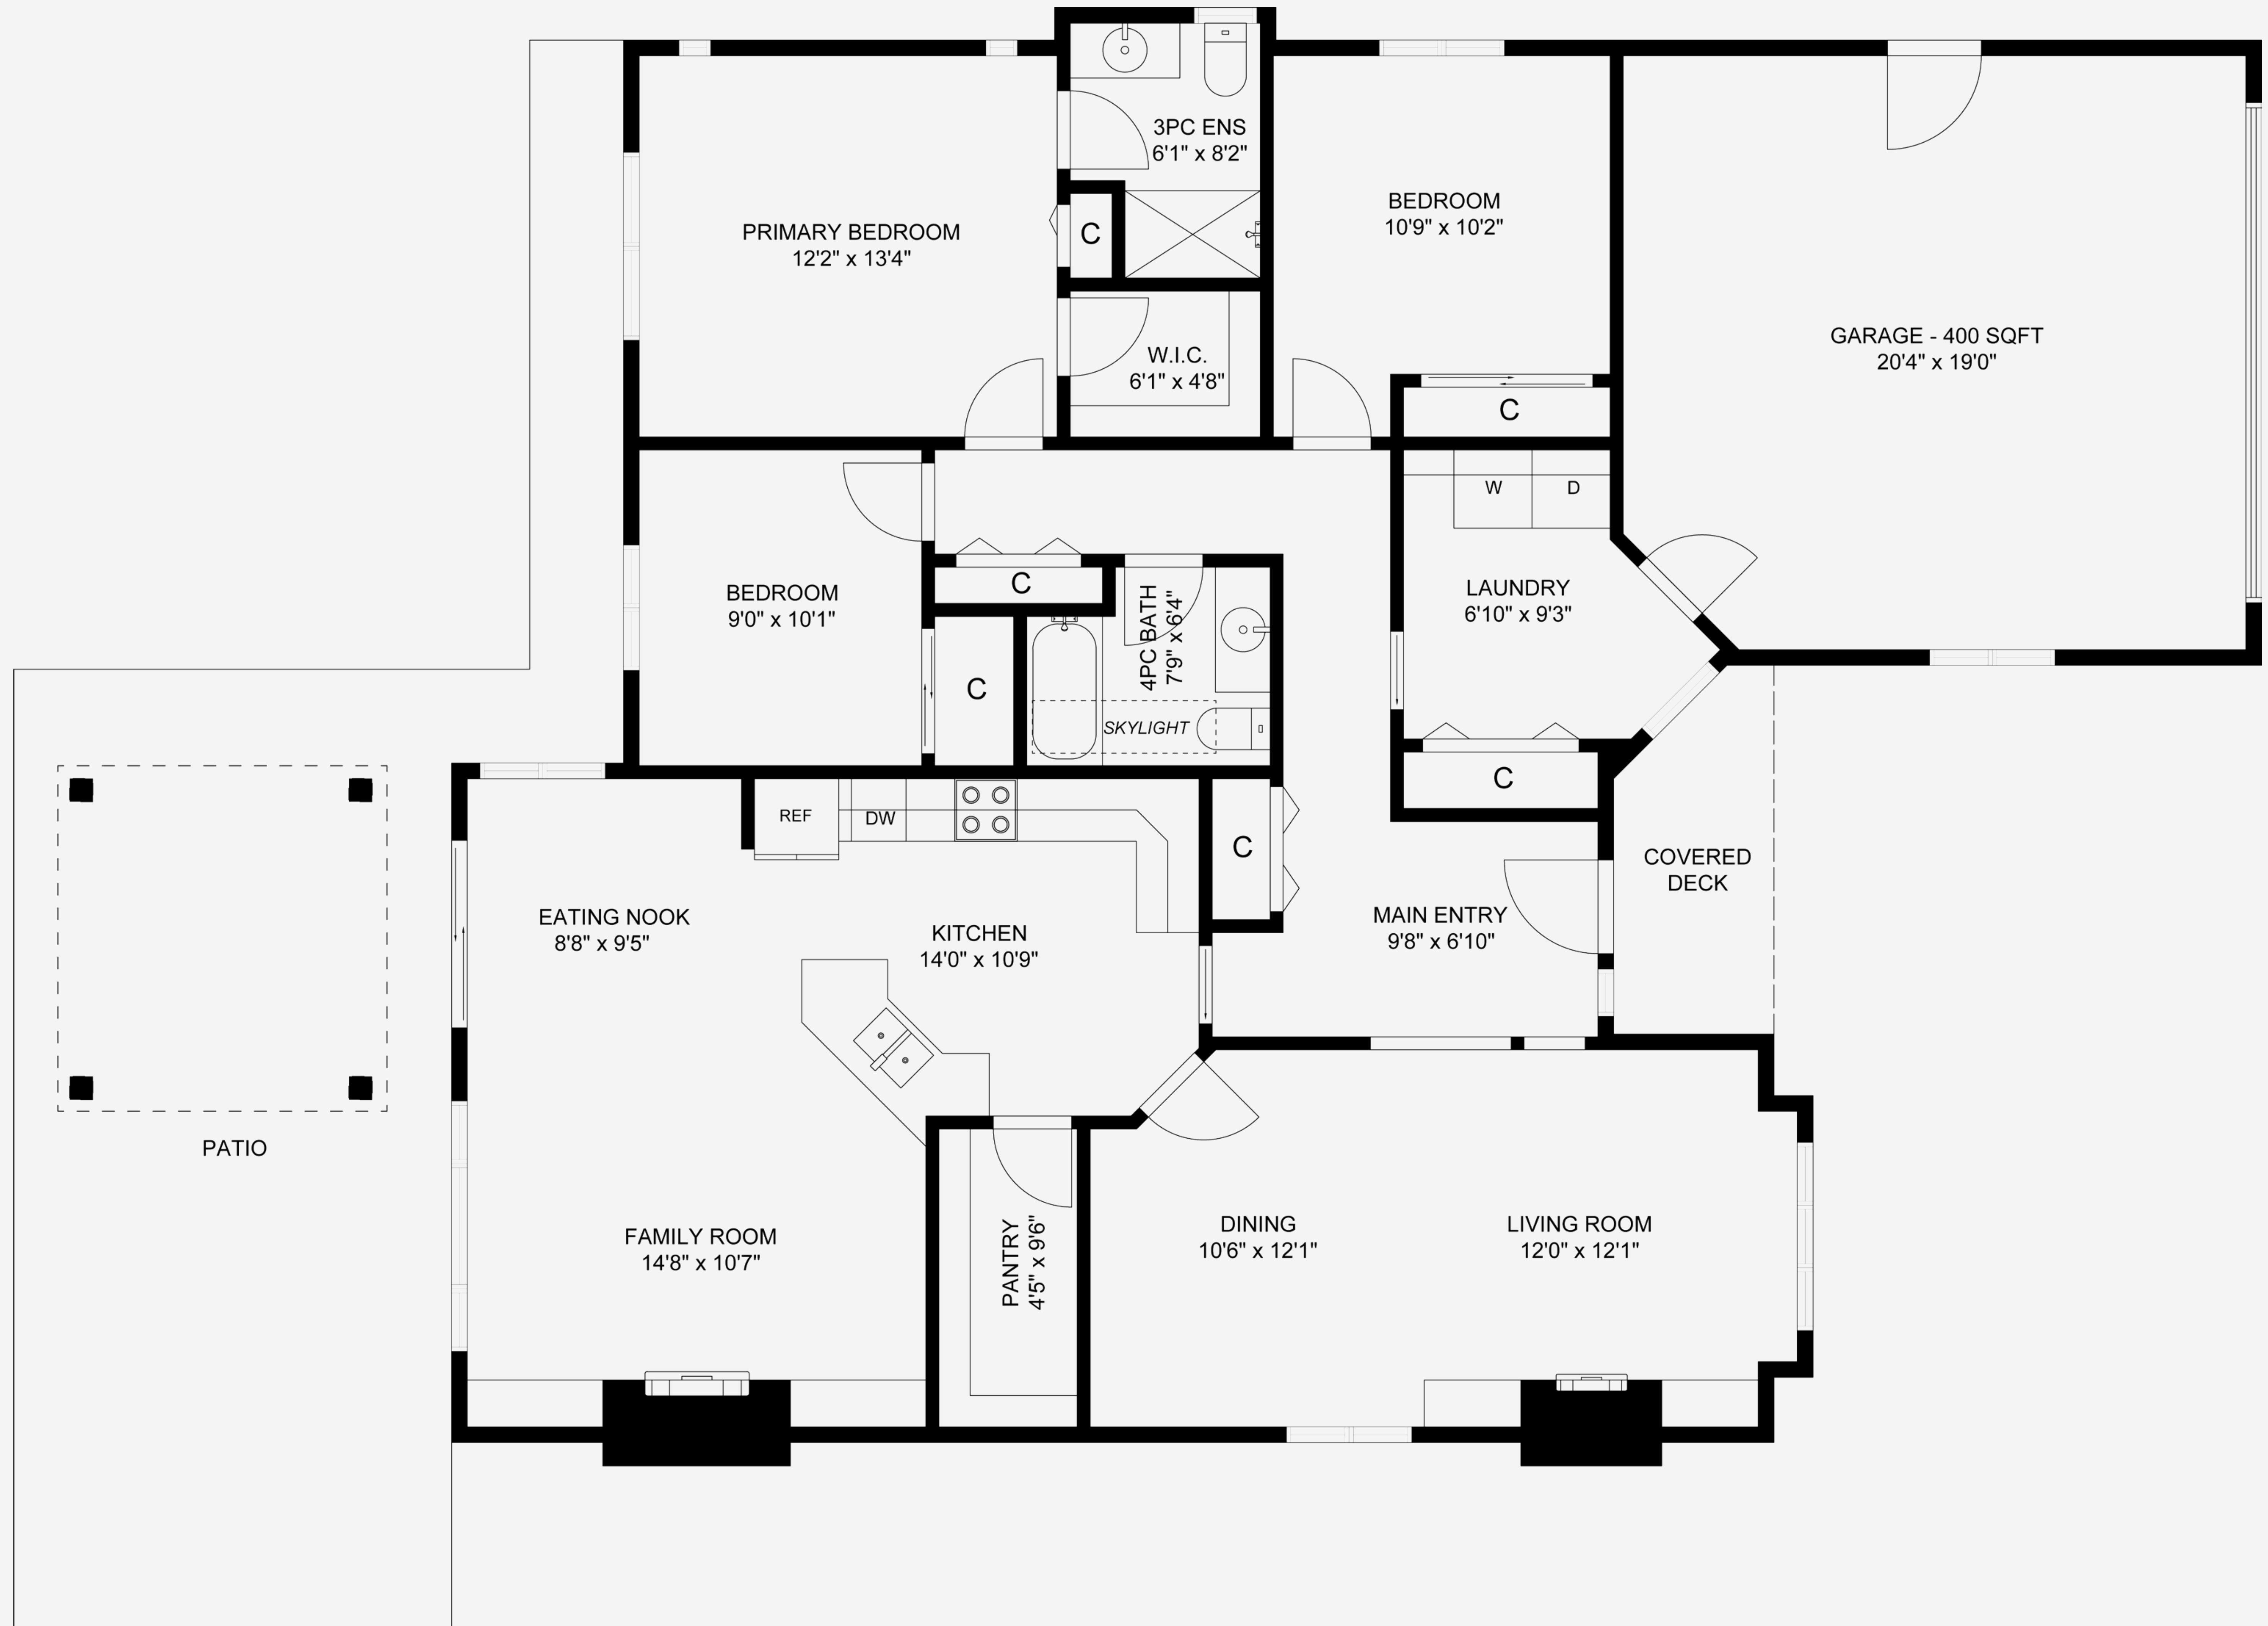 3PC ENS
6'1" x 8'2"
BEDROOM
10'9" x 10'2"
PRIMARY BEDROOM
12'2" x 13'4"
C
GARAGE - 400 SQFT
20'4" x 19'0"
W.I.C.
6'1" x 4'8"
C
W
D
BEDROOM
9'0" x 10'1"
C
4PC BATH
7'9" x 6'4"
LAUNDRY
6'10" x 9'3"
C
SKYLIGHT
C
REF
DW
C
COVERED
DECK
EATING NOOK
8'8" x 9'5"
KITCHEN
14'0" x 10'9"
MAIN ENTRY
9'8" x 6'10"
PATIO
FAMILY ROOM
14'8" x 10'7"
PANTRY
4'5" x 9'6"
DINING
10'6" x 12'1"
LIVING ROOM
12'0" x 12'1"